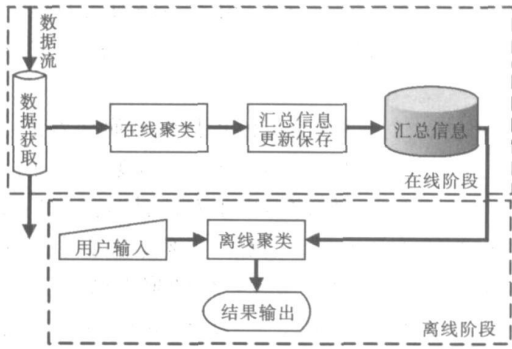 数据流
数据获取
在线聚类
汇总信息
更新保存
汇总信息
在线阶段
用户输入
离线聚类
结果输出
离线阶段